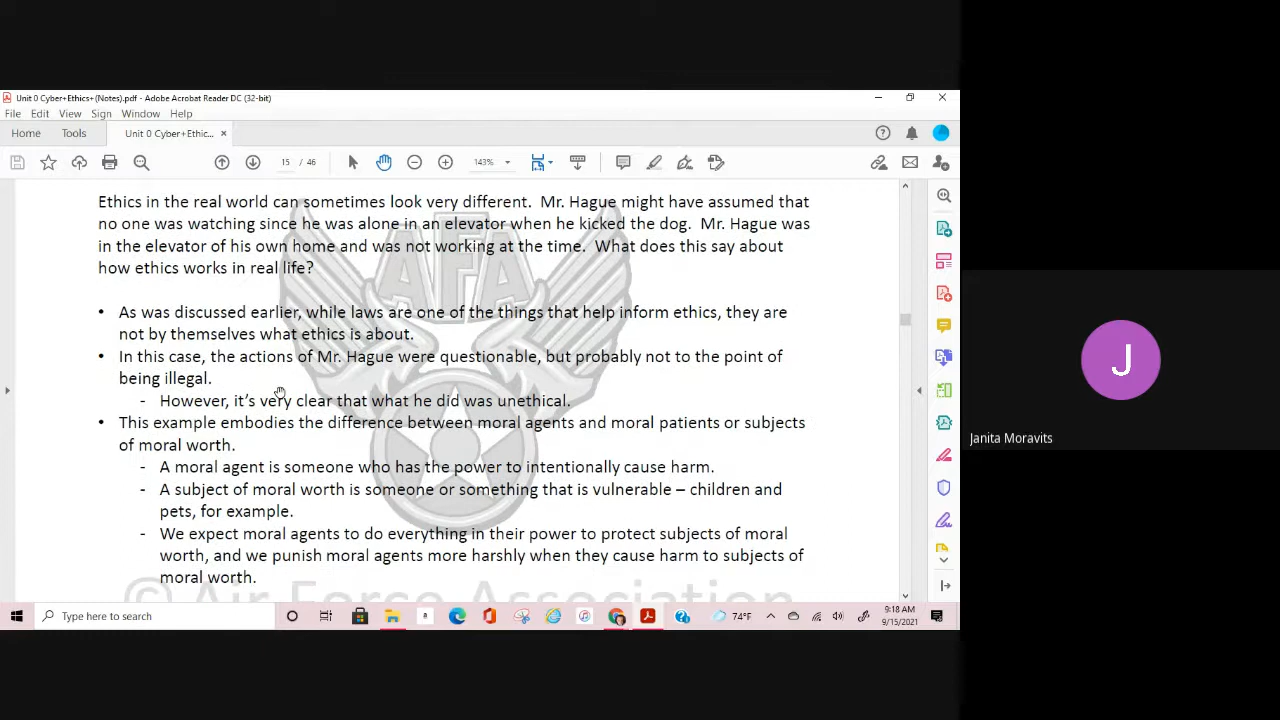 Unit 0 Cyber+Ethics+(Notes).pdf - Adobe Acrobat Reader DC (32-bit)
File Edit View Sign Window Help
Home Tools Unit 0 Cyber+Ethic... ×
15 / 46 143%
Ethics in the real world can sometimes look very different. Mr. Hague might have assumed that
no one was watching since he was alone in an elevator when he kicked the dog. Mr. Hague was
in the elevator of his own home and was not working at the time. What does this say about
how ethics works in real life?
• As was discussed earlier, while laws are one of the things that help inform ethics, they are
not by themselves what ethics is about.
• In this case, the actions of Mr. Hague were questionable, but probably not to the point of
being illegal.
- However, it's very clear that what he did was unethical.
• This example embodies the difference between moral agents and moral patients or subjects
of moral worth.
- A moral agent is someone who has the power to intentionally cause harm.
- A subject of moral worth is someone or something that is vulnerable – children and
pets, for example.
- We expect moral agents to do everything in their power to protect subjects of moral
worth, and we punish moral agents more harshly when they cause harm to subjects of
moral worth.
AFA
© Air Force Association
J
Janita Moravits
Type here to search
a
74°F
9:18 AM
9/15/2021